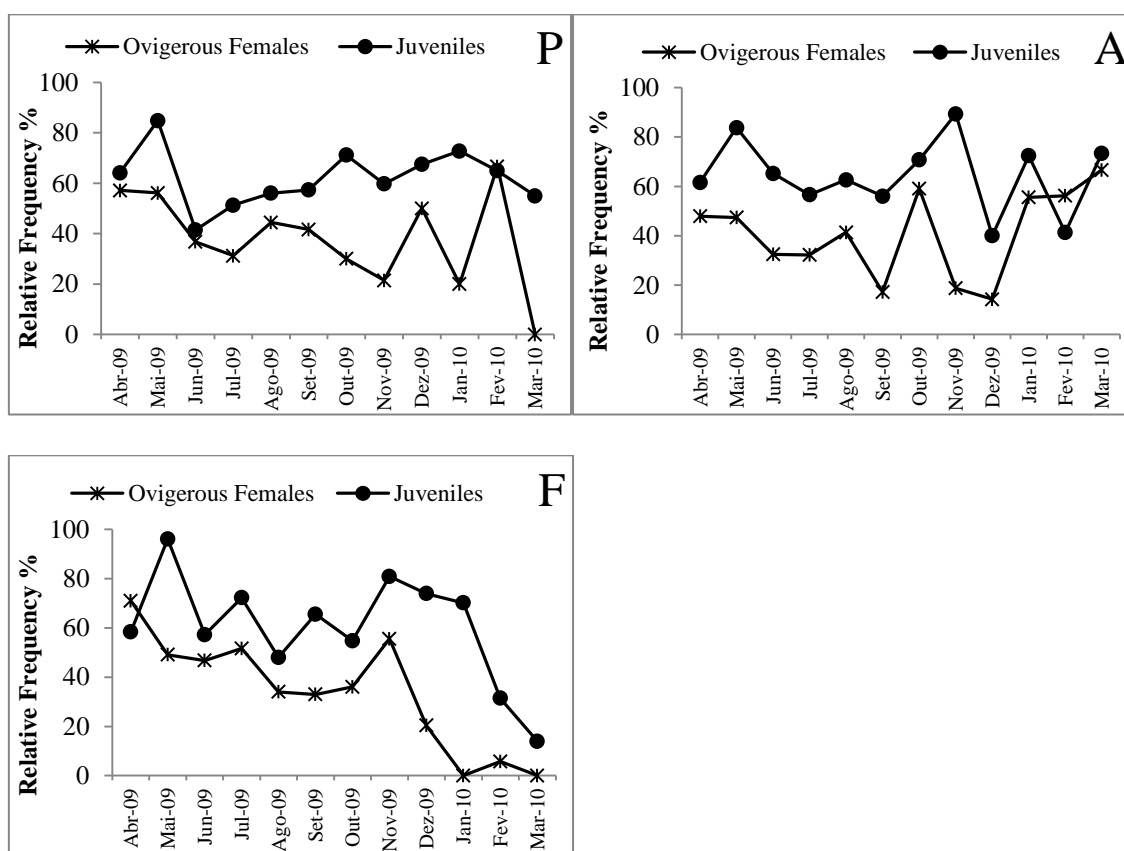 Ovigerous Females Juveniles P
Relative Frequency %
100
80
60
40
20
0
Abr-09
Mai-09
Jun-09
Jul-09
Ago-09
Set-09
Out-09
Nov-09
Dez-09
Jan-10
Fev-10
Mar-10
Ovigerous Females Juveniles A
Relative Frequency %
100
80
60
40
20
0
Abr-09
Mai-09
Jun-09
Jul-09
Ago-09
Set-09
Out-09
Nov-09
Dez-09
Jan-10
Fev-10
Mar-10
Ovigerous Females Juveniles F
Relative Frequency %
100
80
60
40
20
0
Abr-09
Mai-09
Jun-09
Jul-09
Ago-09
Set-09
Out-09
Nov-09
Dez-09
Jan-10
Fev-10
Mar-10